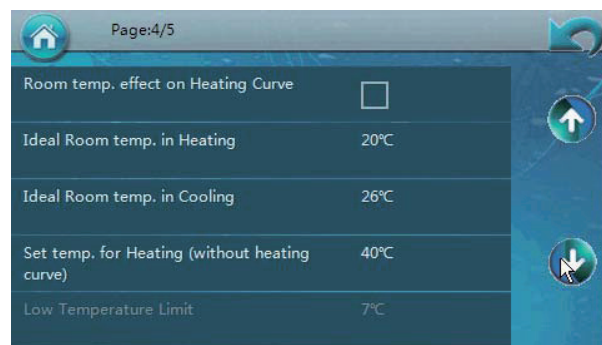 Page:4/5
Room temp. effect on Heating Curve
Ideal Room temp. in Heating 20℃
Ideal Room temp. in Cooling 26℃
Set temp. for Heating (without heating 40℃
curve)
Low Temperature Limit 7℃